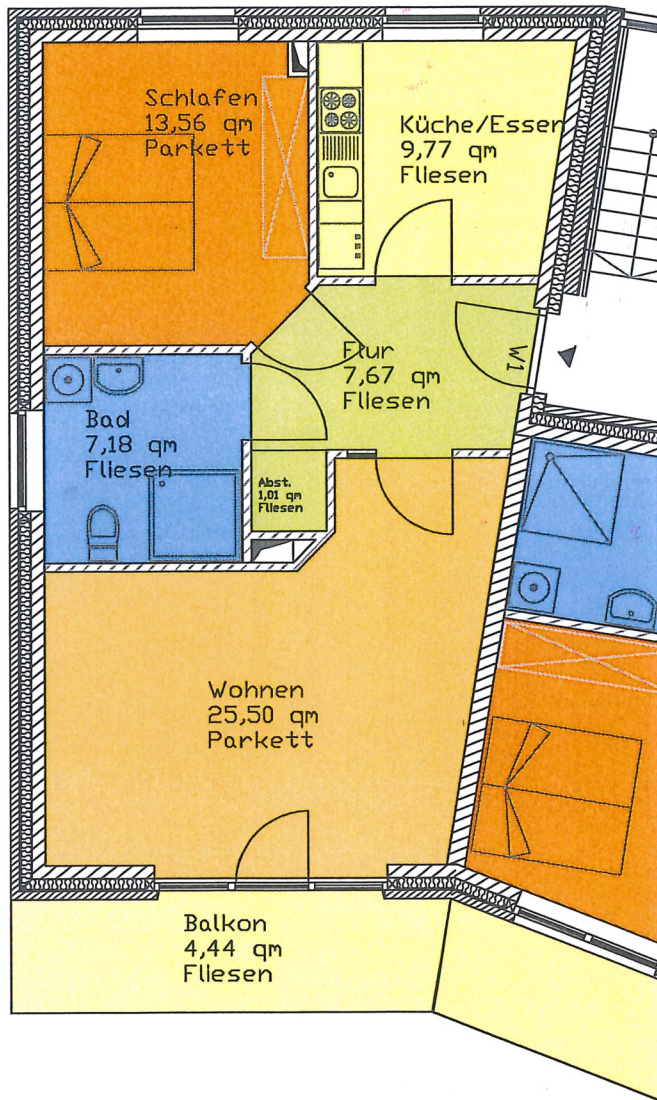 Schlafen
13,56 qm
Parkett
Küche/Essen
9,77 qm
Fliesen
Flur
7,67 qm
Fliesen
W1
Bad
7,18 qm
Fliesen
Abst.
1,01 qm
Fliesen
Wohnen
25,50 qm
Parkett
Balkon
4,44 qm
Fliesen